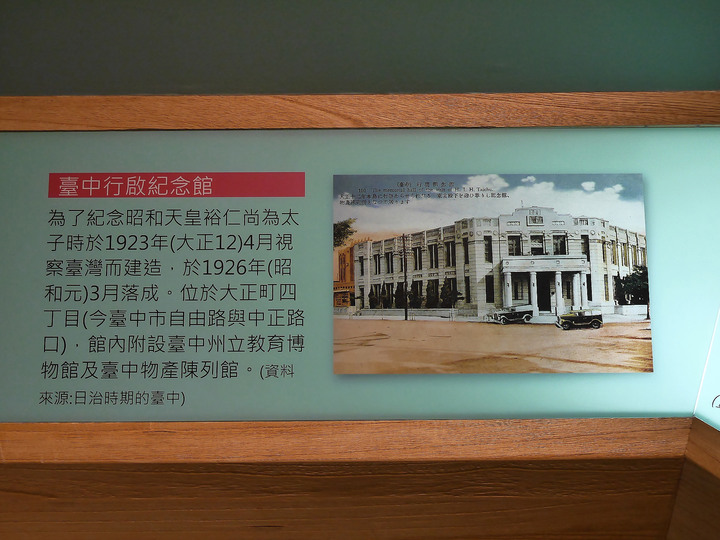 臺中行啟紀念館
為了紀念昭和天皇裕仁尚為太
子時於1923年(大正12)4月視
察臺灣而建造，於1926年(昭
和元)3月落成。位於大正町四
丁目(今臺中市自由路與中正路
口)，館內附設臺中州立教育博
物館及臺中物產陳列館。(資料
來源:日治時期的臺中)